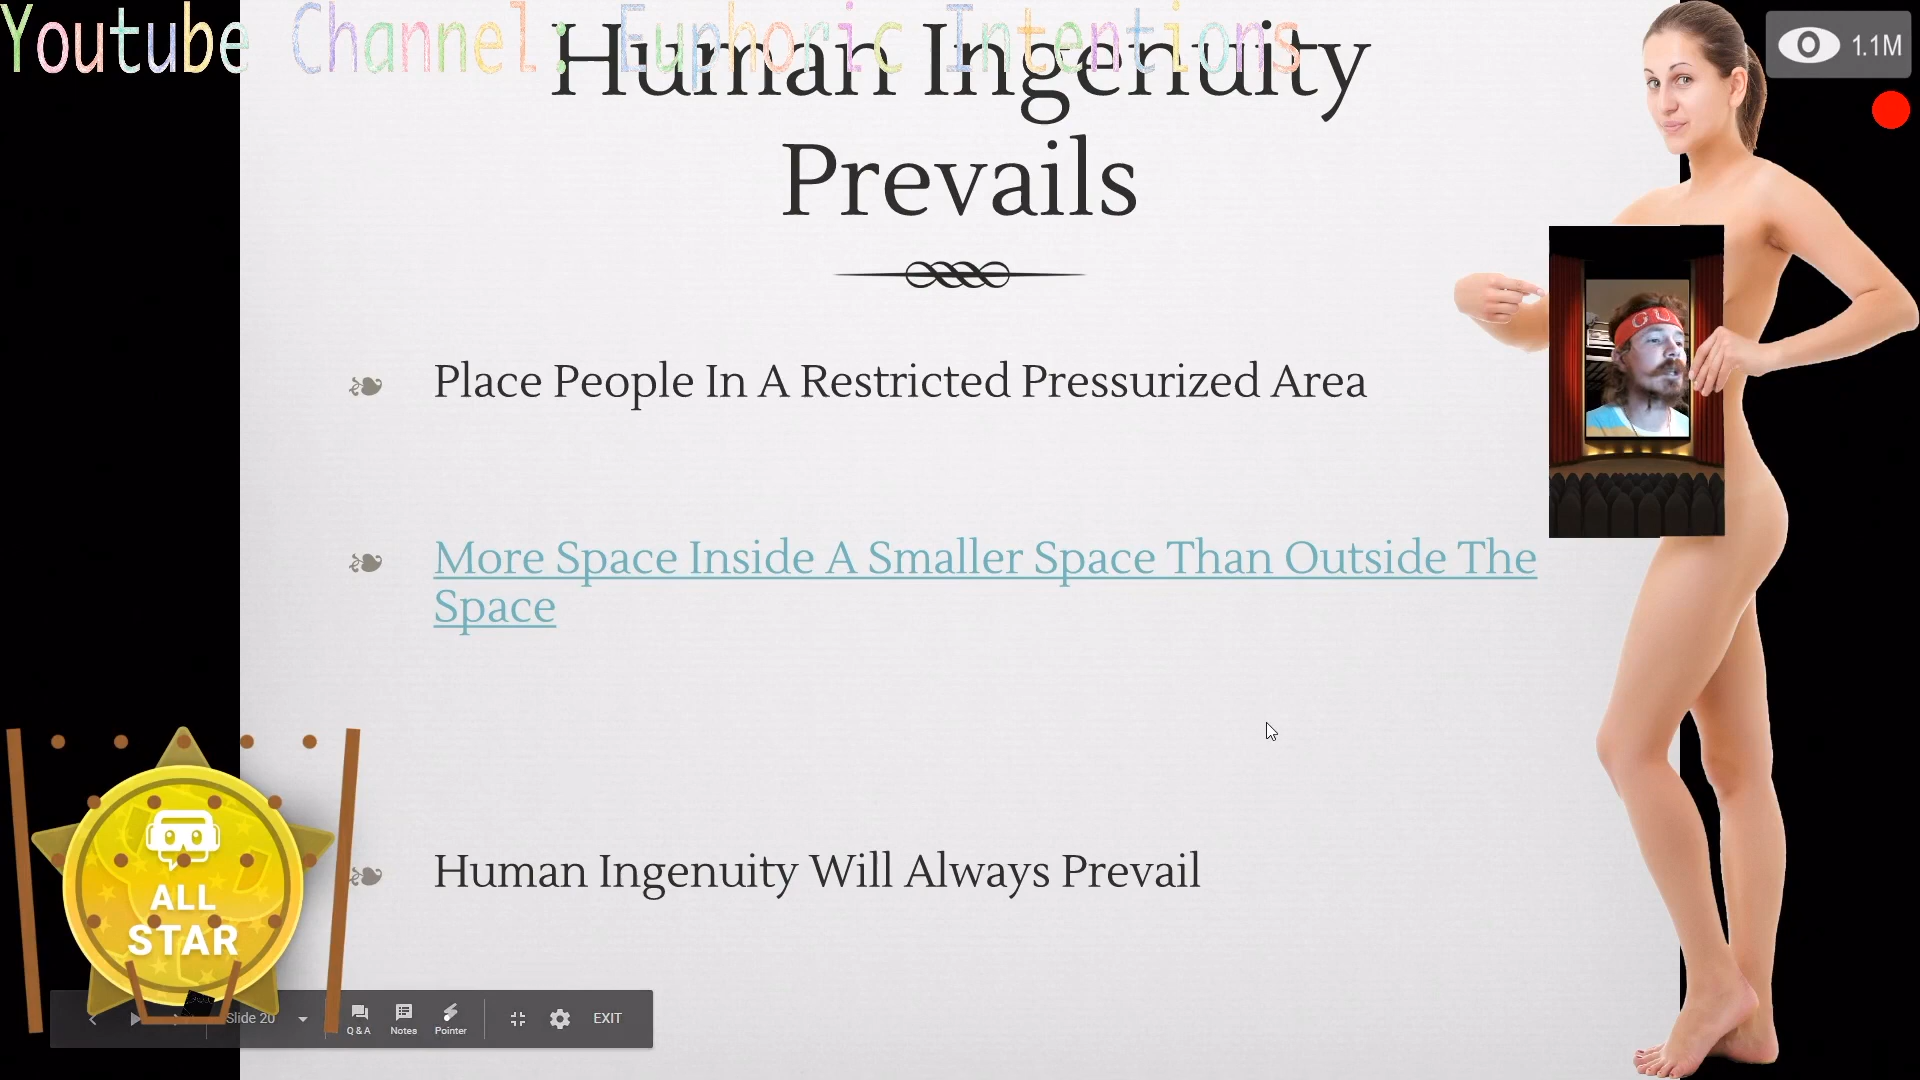 Youtube Channel: Euphoric Intentions
1.1M
Human Ingenuity
Prevails
GU
Place People In A Restricted Pressurized Area
More Space Inside A Smaller Space Than Outside The
Space
Human Ingenuity Will Always Prevail
ALL
STAR
Slide 20
Q & A
Notes
Pointer
EXIT